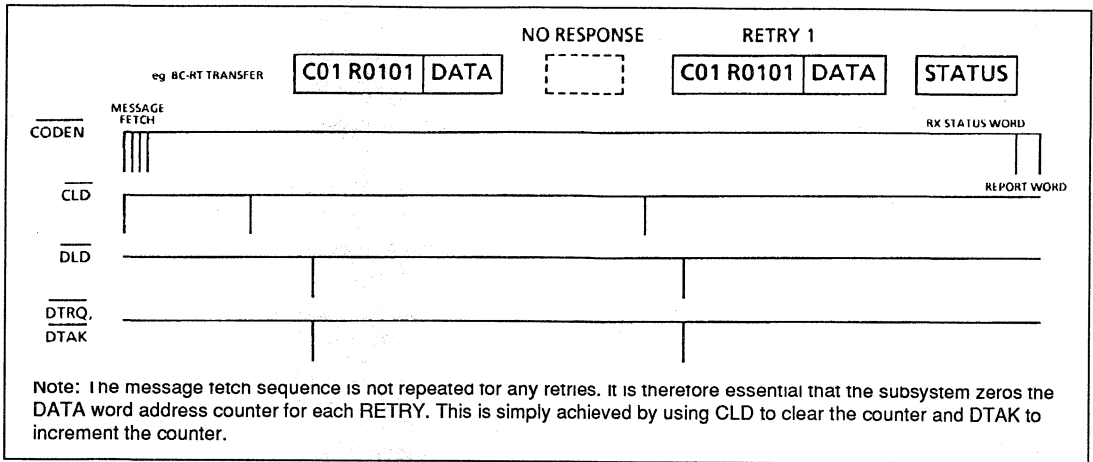 NO RESPONSE RETRY 1
eg BC-RT TRANSFER C01 R0101 DATA C01 R0101 DATA STATUS
MESSAGE
FETCH
CODEN RX STATUS WORD
REPORT WORD
CLD
DLD
DTRQ,
DTAK
Note: The message fetch sequence is not repeated for any retries. It is therefore essential that the subsystem zeros the
DATA word address counter for each RETRY. This is simply achieved by using CLD to clear the counter and DTAK to
increment the counter.